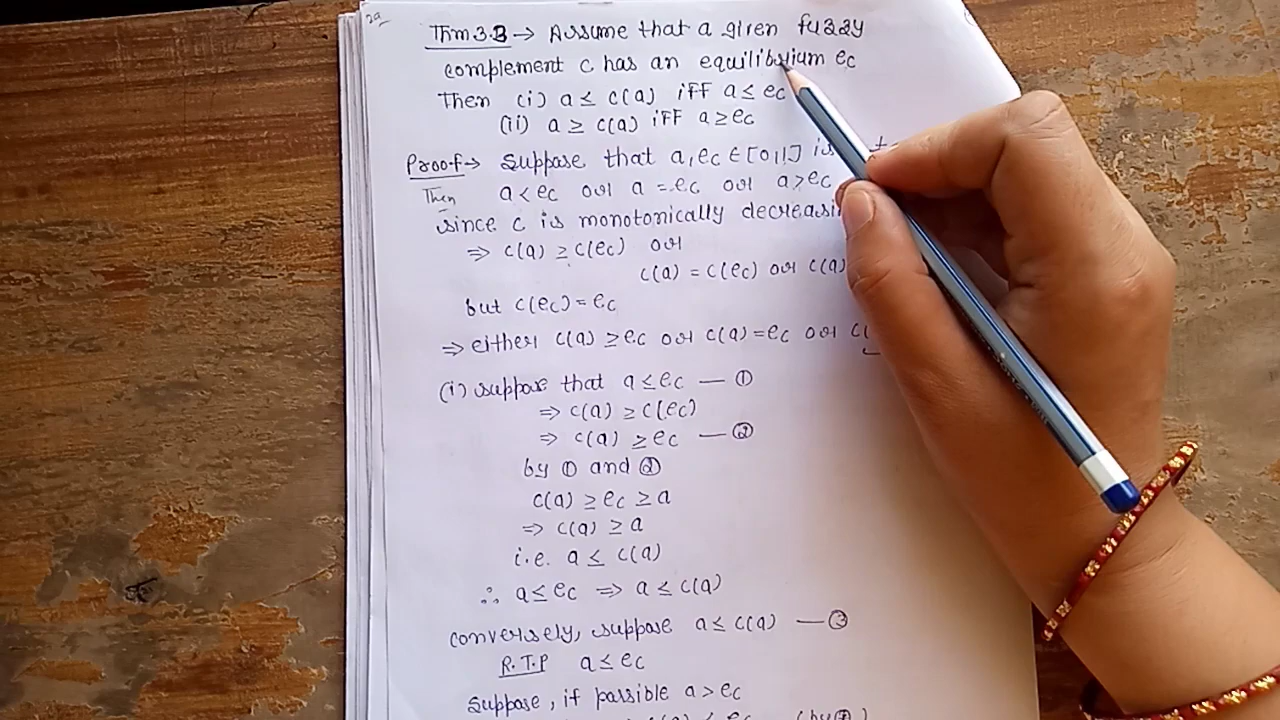 29
Thm 3.3 → Assume that a given fuzzy
complement c has an equilibrium ec
Then (i) a ≤ c(a) iff a ≤ ec
(ii) a ≥ c(a) iff a ≥ ec
Proof → Suppose that a, ec ∈ [0,1]
Then a < ec or a = ec or a > ec
since c is monotonically decreasin
⇒ c(a) ≥ c(ec) or
c(a) = c(ec) or c(a)
but c(ec) = ec
⇒ either c(a) ≥ ec or c(a) = ec or c(
(i) suppose that a ≤ ec — ①
⇒ c(a) ≥ c(ec)
⇒ c(a) ≥ ec — ②
by ① and ②
c(a) ≥ ec ≥ a
⇒ c(a) ≥ a
i.e. a ≤ c(a)
∴ a ≤ ec ⇒ a ≤ c(a)
conversely, suppose a ≤ c(a) — ③
R.T.P a ≤ ec
Suppose, if possible a > ec